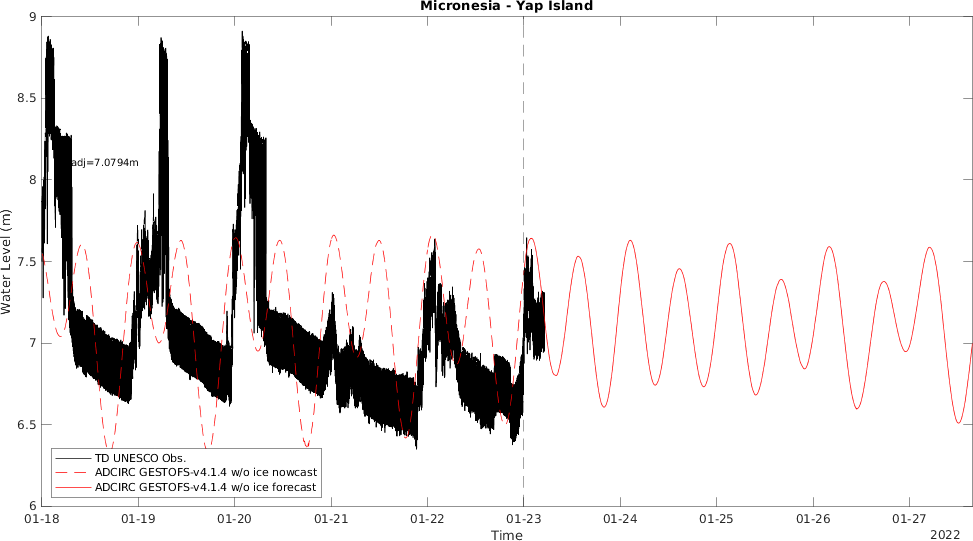 Micronesia - Yap Island
9
8.5
8
7.5
7
6.5
6
Water Level (m)
adj=7.0794m
TD UNESCO Obs.
ADCIRC GESTOFS-v4.1.4 w/o ice nowcast
ADCIRC GESTOFS-v4.1.4 w/o ice forecast
01-18 01-19 01-20 01-21 01-22 01-23 01-24 01-25 01-26 01-27
Time
2022